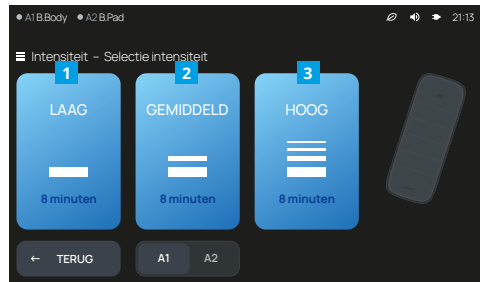 A1 B.Body A2 B.Pad 21:13
Intensiteit – Selectie intensiteit
1 2 3
LAAG GEMIDDELD HOOG
8 minuten 8 minuten 8 minuten
← TERUG A1 A2